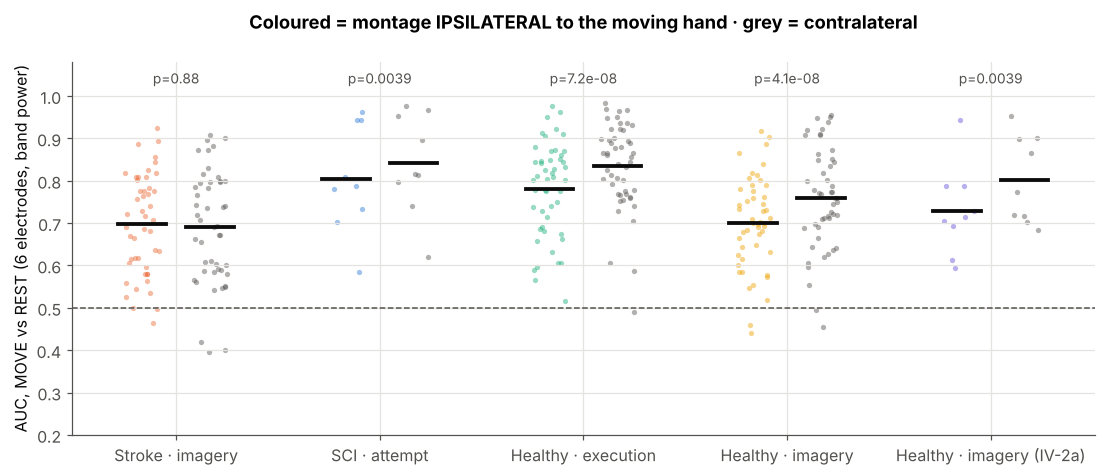 Coloured = montage IPSILATERAL to the moving hand · grey = contralateral
AUC, MOVE vs REST (6 electrodes, band power)
p=0.88
p=0.0039
p=7.2e-08
p=4.1e-08
p=0.0039
1.0
0.9
0.8
0.7
0.6
0.5
0.4
0.3
0.2
Stroke · imagery
SCI · attempt
Healthy · execution
Healthy · imagery
Healthy · imagery (IV-2a)